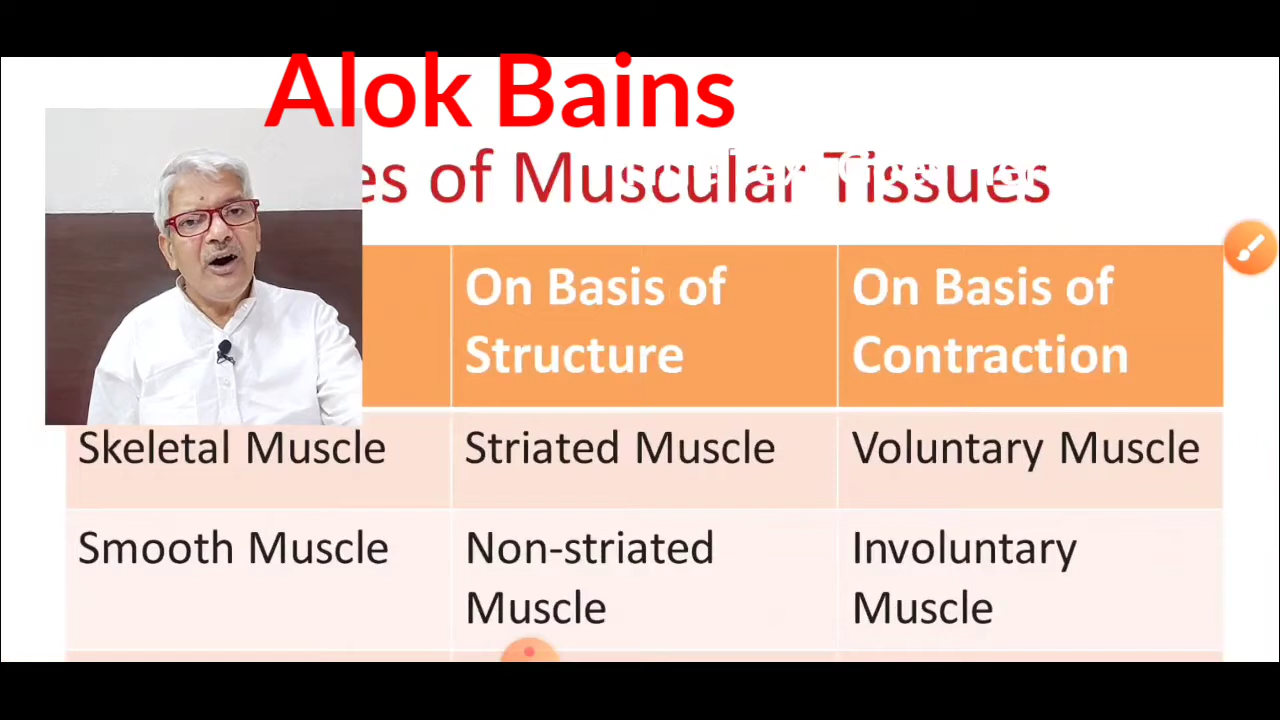 Alok Bains
es of Muscular Tissues
On Basis of
Structure
On Basis of
Contraction
Skeletal Muscle
Striated Muscle
Voluntary Muscle
Smooth Muscle
Non-striated
Muscle
Involuntary
Muscle